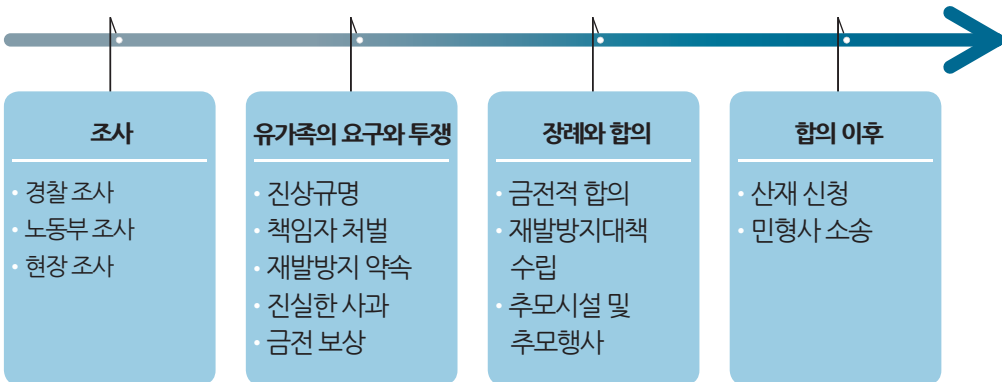 조사
• 경찰 조사
• 노동부 조사
• 현장 조사
유가족의 요구와 투쟁
• 진상규명
• 책임자 처벌
• 재발방지 약속
• 진실한 사과
• 금전 보상
장례와 합의
• 금전적 합의
• 재발방지대책
수립
• 추모시설 및
추모행사
합의 이후
• 산재 신청
• 민형사 소송